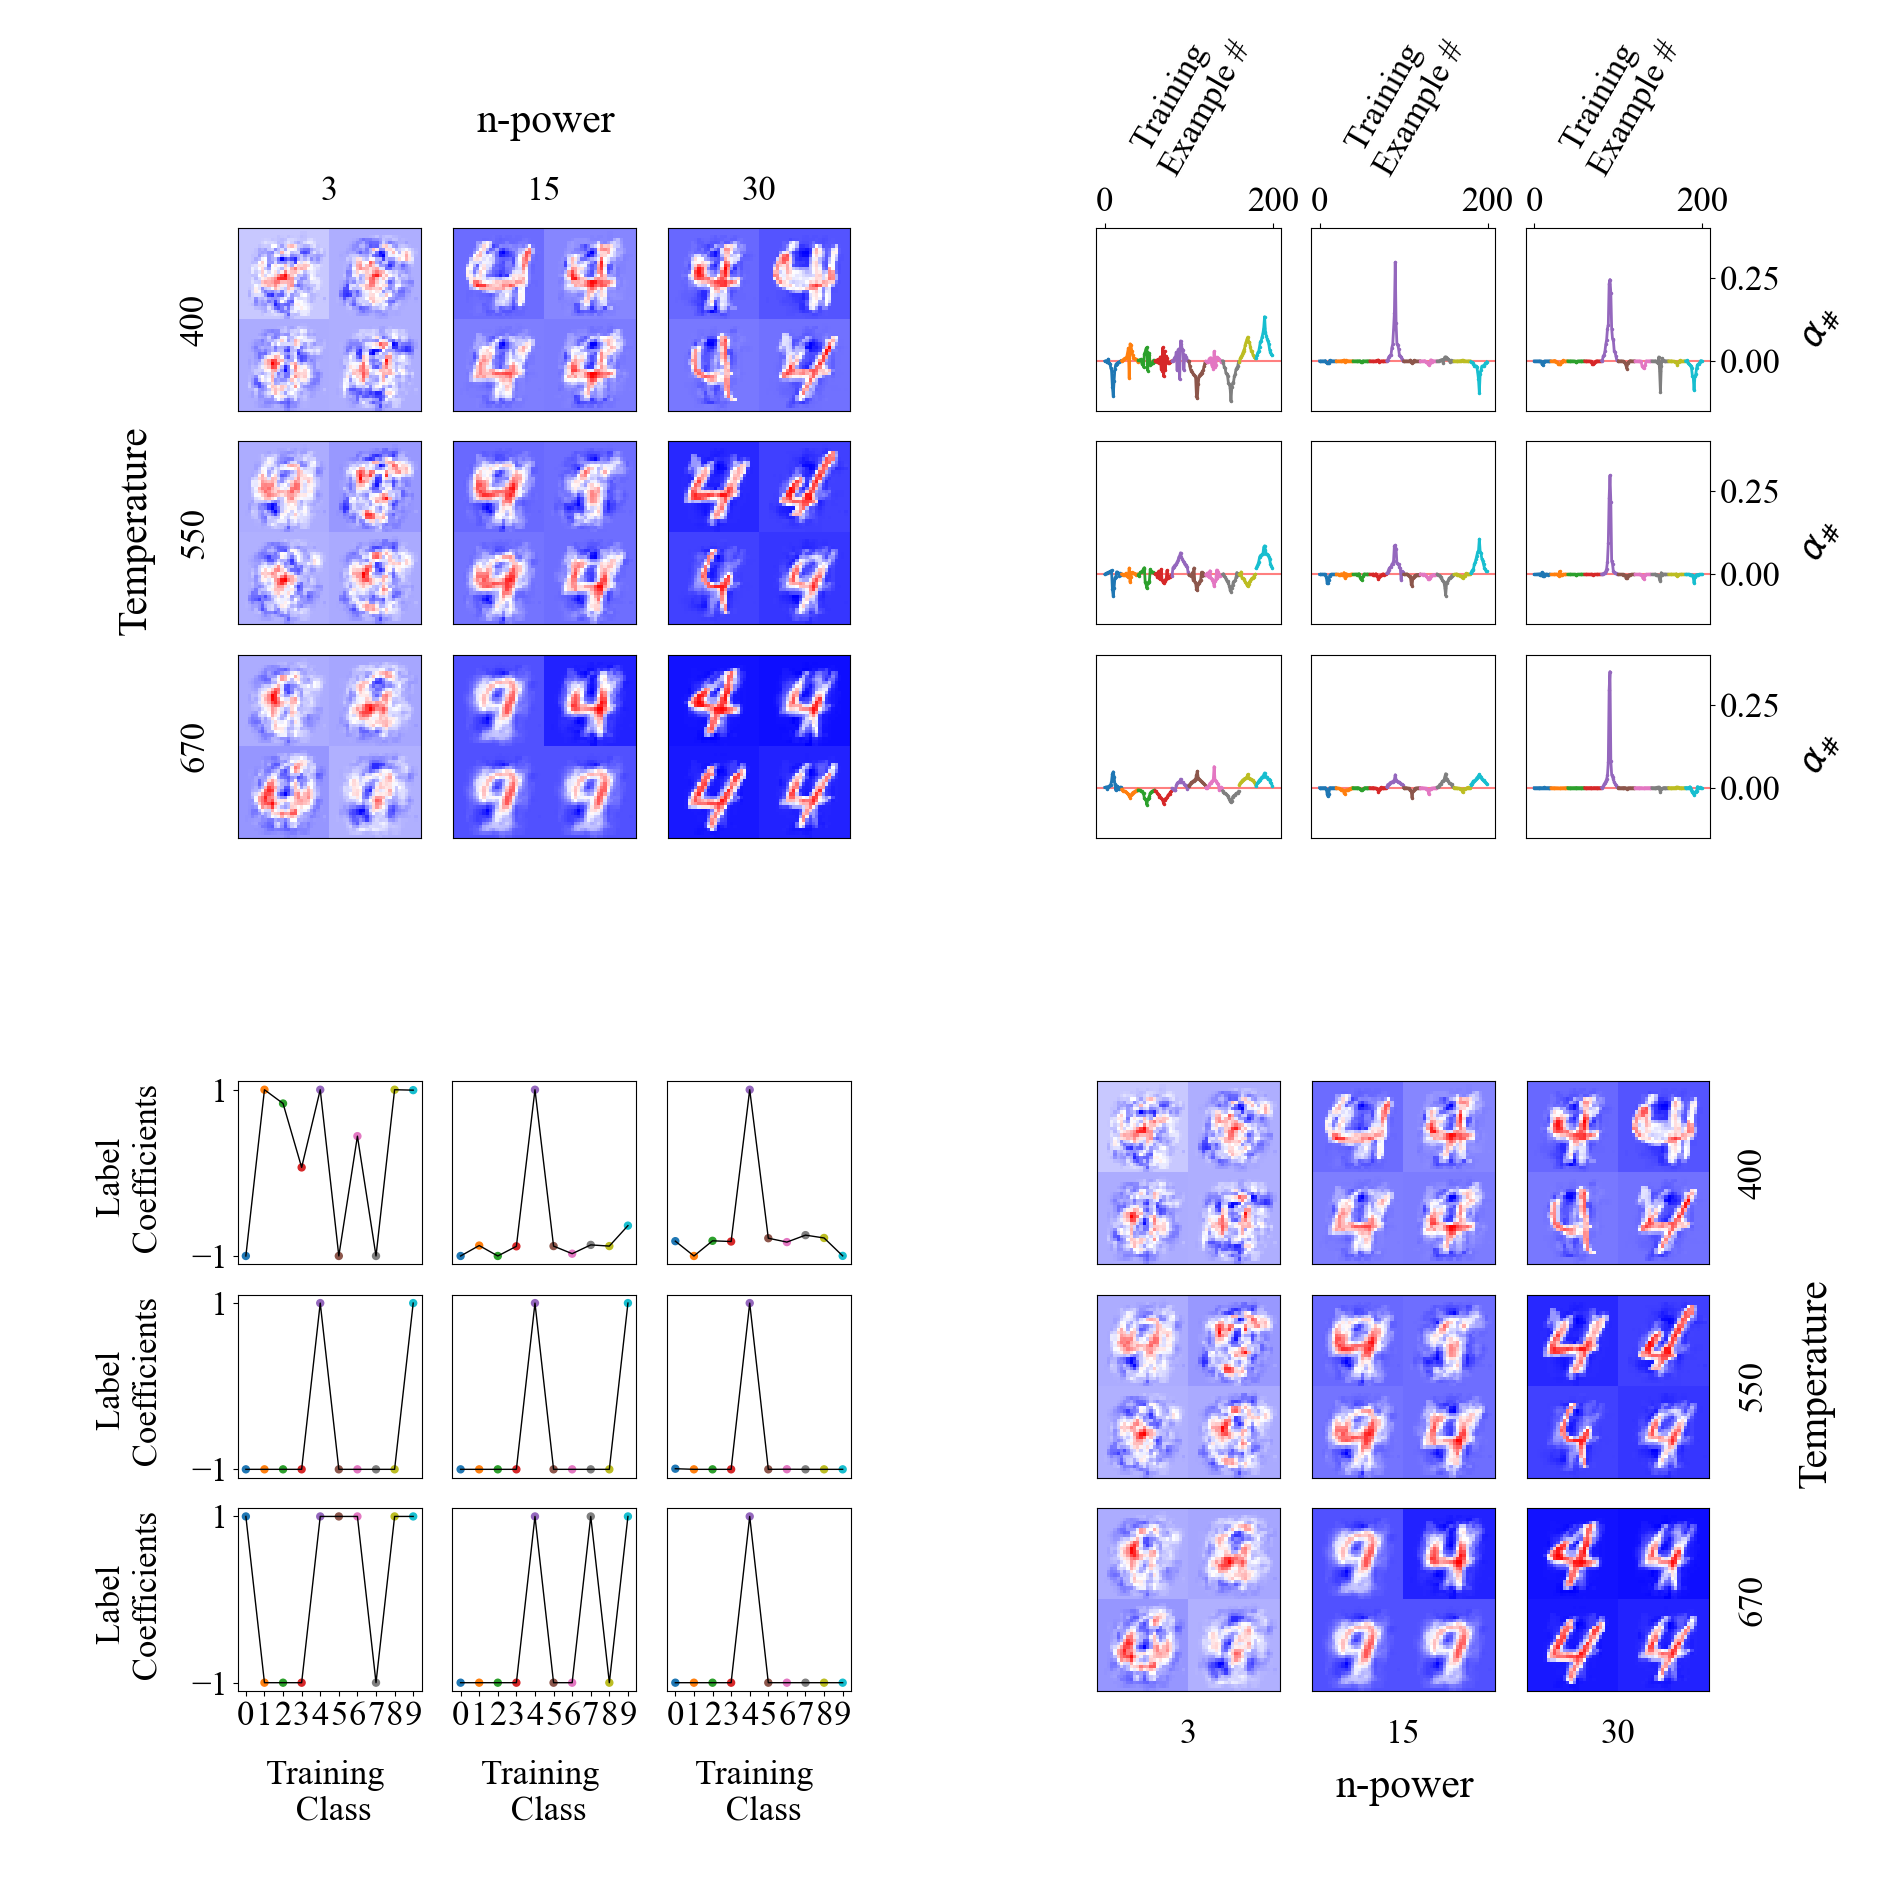 n-power
3 15 30
Temperature
400
550
670
Training
Example #
Training
Example #
Training
Example #
0 200 0 200 0 200
0.25
0.00
α#
0.25
0.00
α#
0.25
0.00
α#
Label
Coefficients
1
−1
Label
Coefficients
1
−1
Label
Coefficients
1
−1
0123456789 0123456789 0123456789
Training
Class
Training
Class
Training
Class
400
550
670
Temperature
3 15 30
n-power